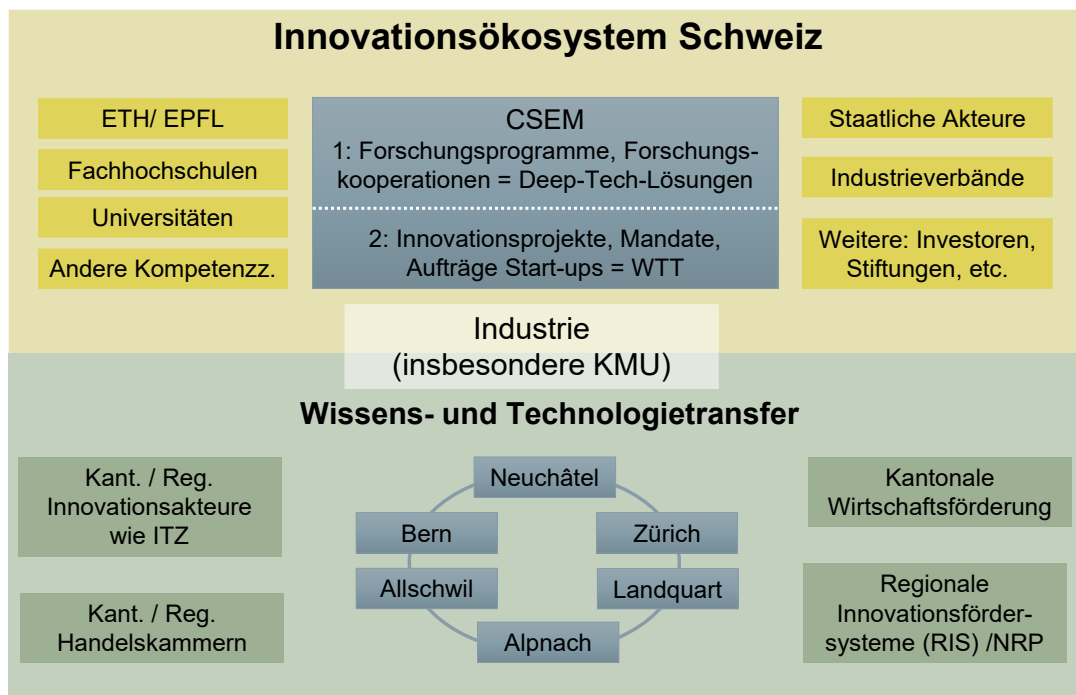 Innovationsökosystem Schweiz
ETH/ EPFL
Fachhochschulen
Universitäten
Andere Kompetenzz.
CSEM
1: Forschungsprogramme, Forschungs-
kooperationen = Deep-Tech-Lösungen
2: Innovationsprojekte, Mandate,
Aufträge Start-ups = WTT
Staatliche Akteure
Industrieverbände
Weitere: Investoren,
Stiftungen, etc.
Industrie
(insbesondere KMU)
Wissens- und Technologietransfer
Kant. / Reg.
Innovationsakteure
wie ITZ
Kant. / Reg.
Handelskammern
Neuchâtel
Bern
Zürich
Allschwil
Landquart
Alpnach
Kantonale
Wirtschaftsförderung
Regionale
Innovationsförder-
systeme (RIS) /NRP